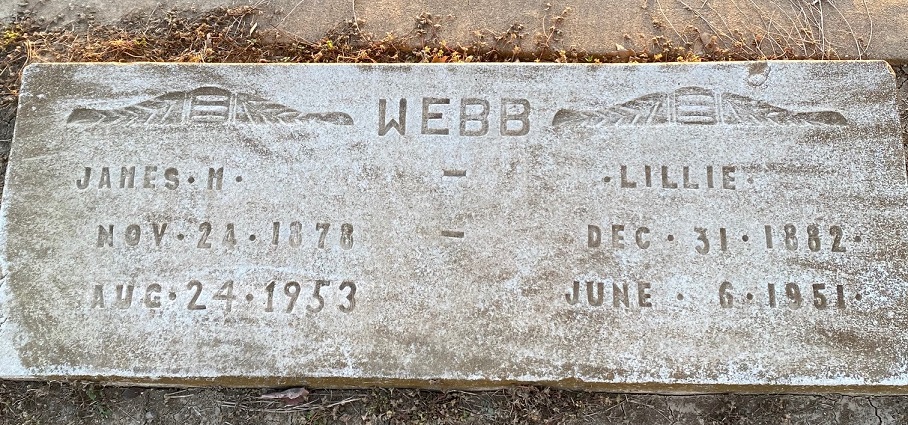 WEBB
JAMES · M · - · LILLIE ·
NOV · 24 · 1878 - DEC · 31 · 1882 ·
AUG · 24 · 1953 JUNE · 6 · 1951 ·